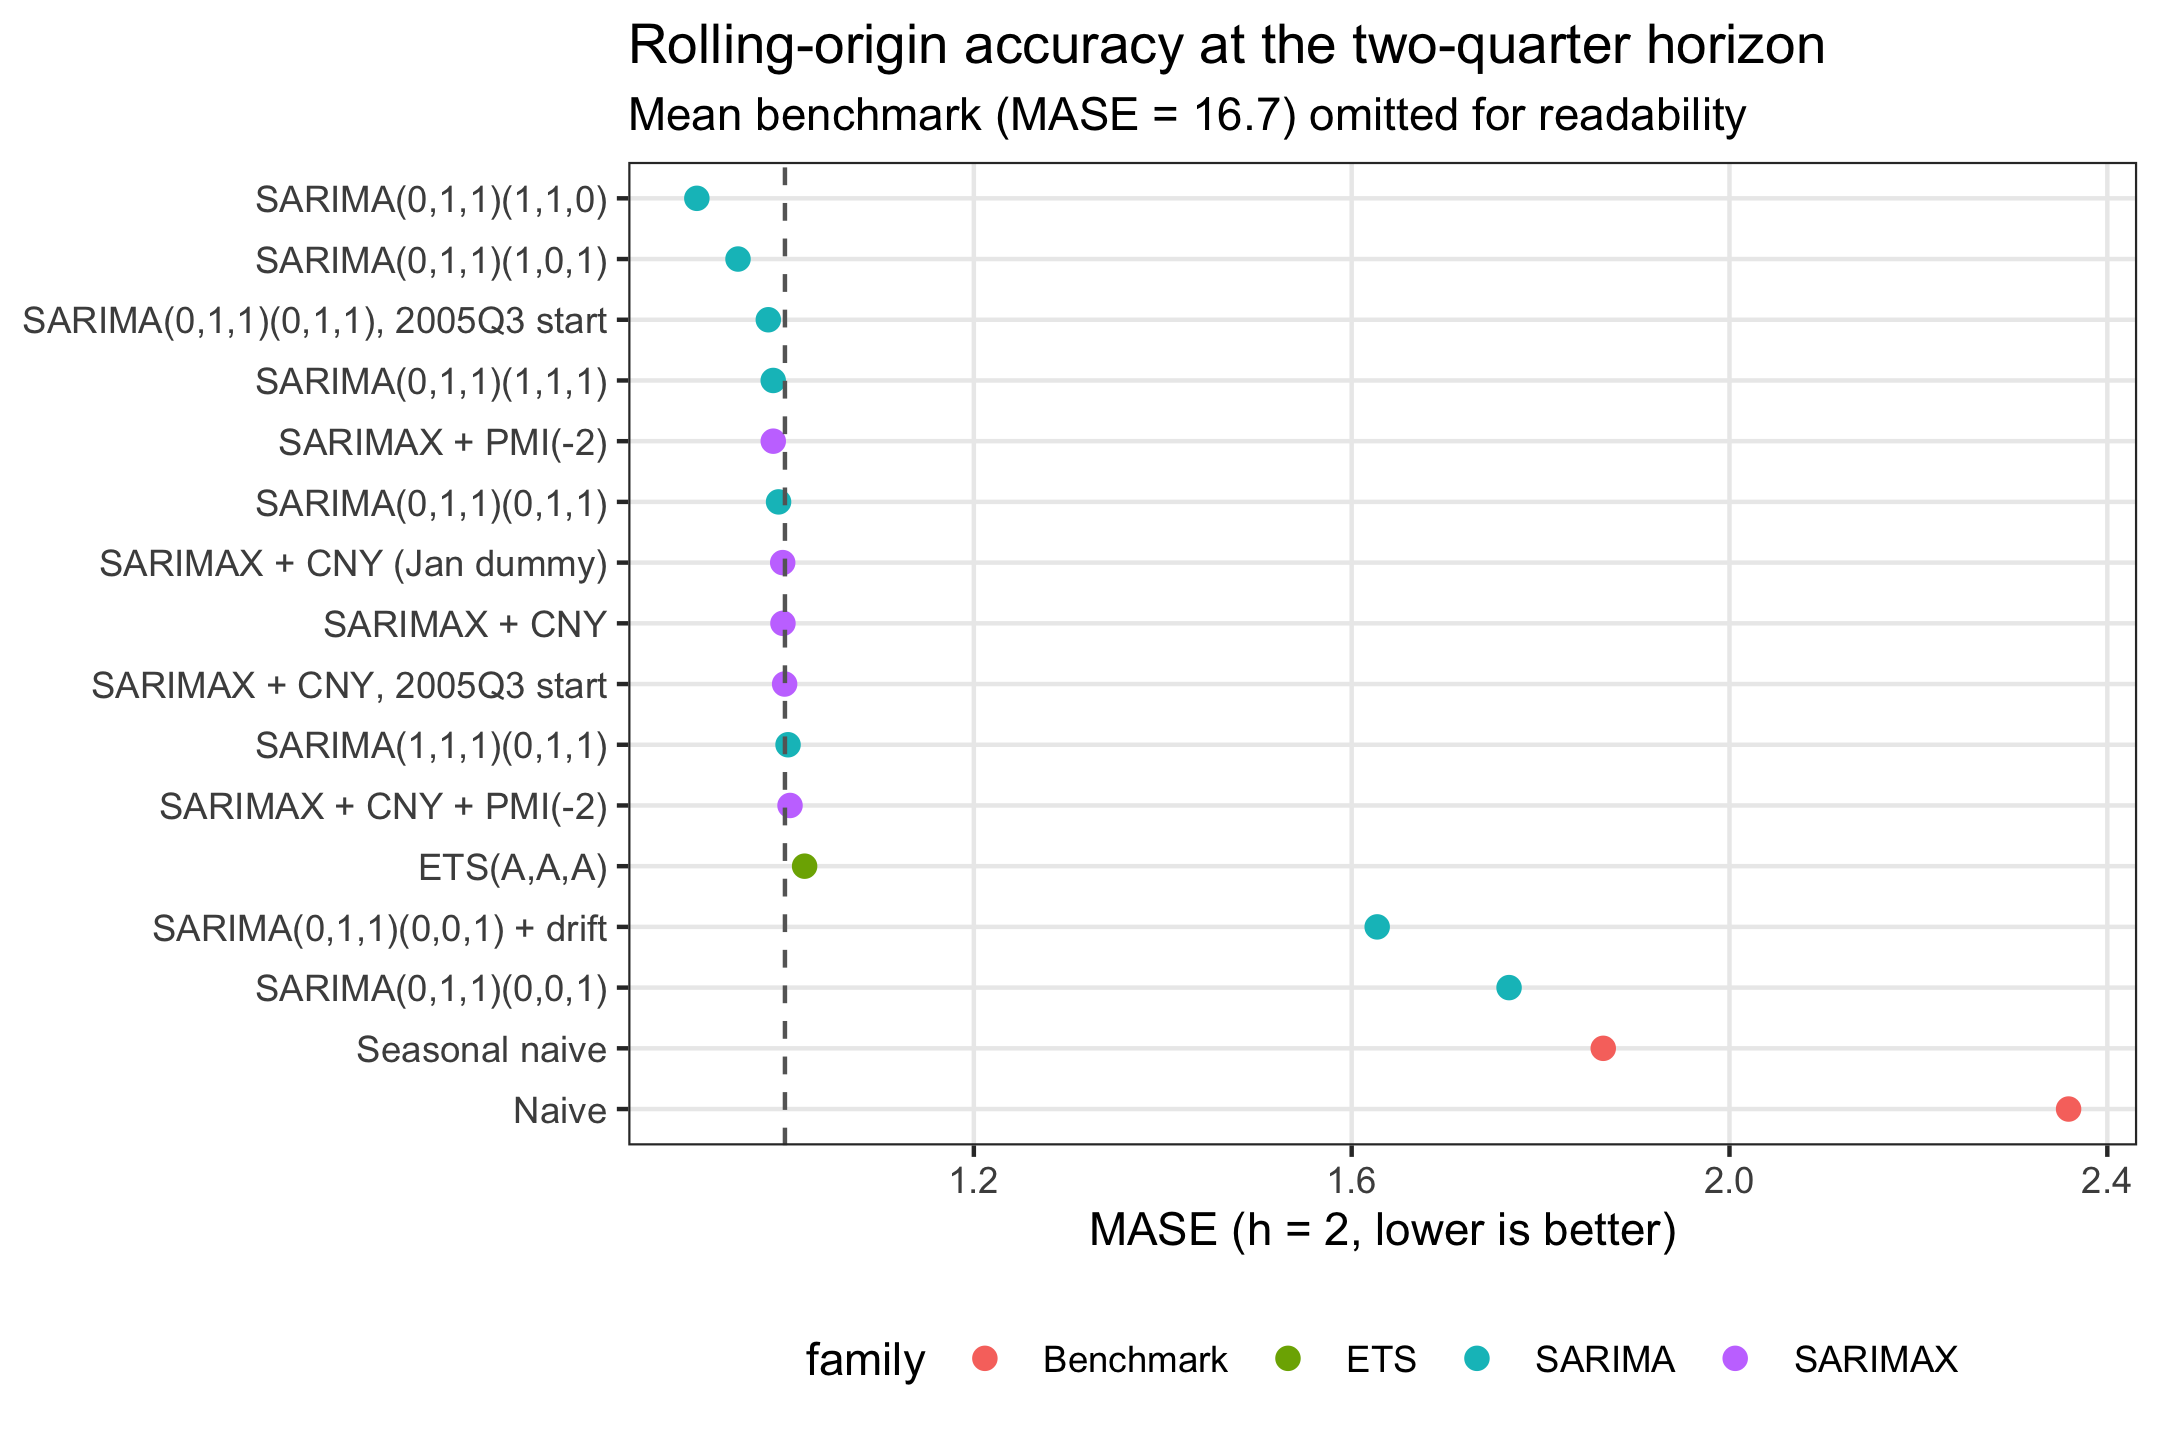 Rolling-origin accuracy at the two-quarter horizon
Mean benchmark (MASE = 16.7) omitted for readability
SARIMA(0,1,1)(1,1,0)
SARIMA(0,1,1)(1,0,1)
SARIMA(0,1,1)(0,1,1), 2005Q3 start
SARIMA(0,1,1)(1,1,1)
SARIMAX + PMI(-2)
SARIMA(0,1,1)(0,1,1)
SARIMAX + CNY (Jan dummy)
SARIMAX + CNY
SARIMAX + CNY, 2005Q3 start
SARIMA(1,1,1)(0,1,1)
SARIMAX + CNY + PMI(-2)
ETS(A,A,A)
SARIMA(0,1,1)(0,0,1) + drift
SARIMA(0,1,1)(0,0,1)
Seasonal naive
Naive
1.2 1.6 2.0 2.4
MASE (h = 2, lower is better)
family Benchmark ETS SARIMA SARIMAX